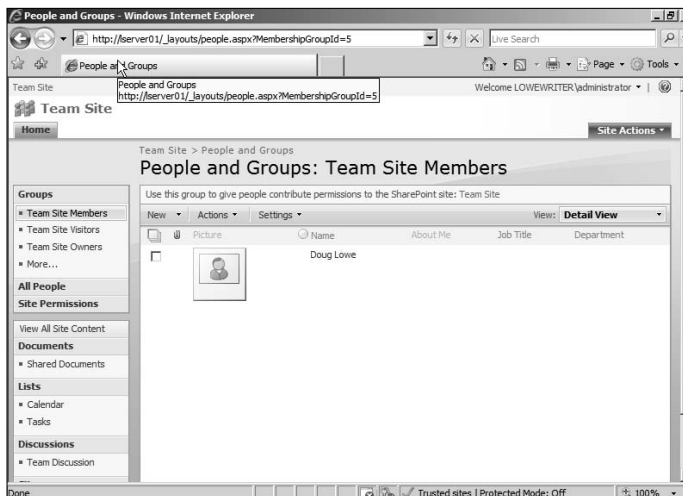 People and Groups - Windows Internet Explorer
http://lserver01/_layouts/people.aspx?MembershipGroupId=5
Live Search
People and Groups
Page
Tools
People and Groups
http://lserver01/_layouts/people.aspx?MembershipGroupId=5
Team Site
Welcome LOWEWRITER\administrator
Team Site
Home
Site Actions
Team Site > People and Groups
People and Groups: Team Site Members
Groups
Team Site Members
Team Site Visitors
Team Site Owners
More...
All People
Site Permissions
View All Site Content
Documents
Shared Documents
Lists
Calendar
Tasks
Discussions
Team Discussion
Use this group to give people contribute permissions to the SharePoint site: Team Site
New Actions Settings View: Detail View
Picture Name About Me Job Title Department
Doug Lowe
Done
Trusted sites | Protected Mode: Off
100%